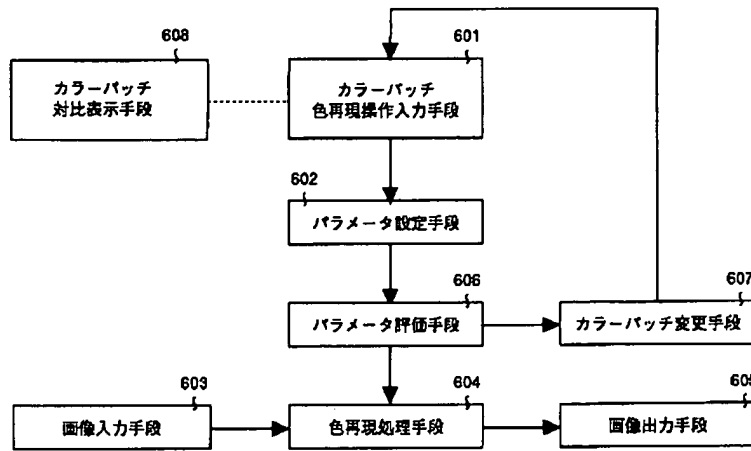 608
カラーパッチ
対比表示手段
601
カラーパッチ
色再現操作入力手段
602
パラメータ設定手段
606
パラメータ評価手段
607
カラーパッチ変更手段
603
画像入力手段
604
色再現処理手段
605
画像出力手段